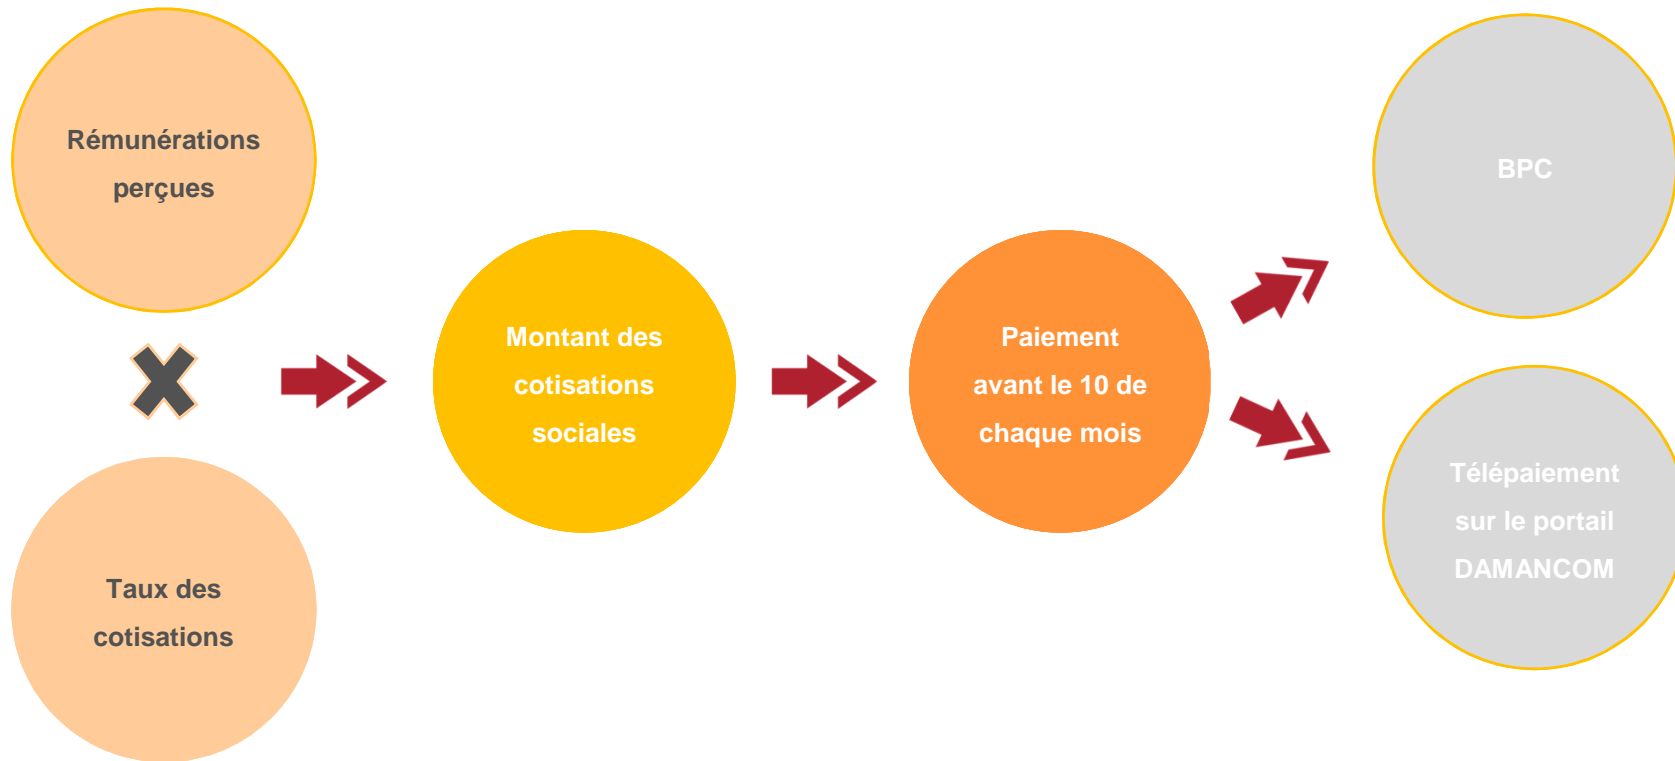 Rémunérations
perçues
Taux des
cotisations
Montant des
cotisations
sociales
Paiement
avant le 10 de
chaque mois
BPC
Télépaiement
sur le portail
DAMANCOM